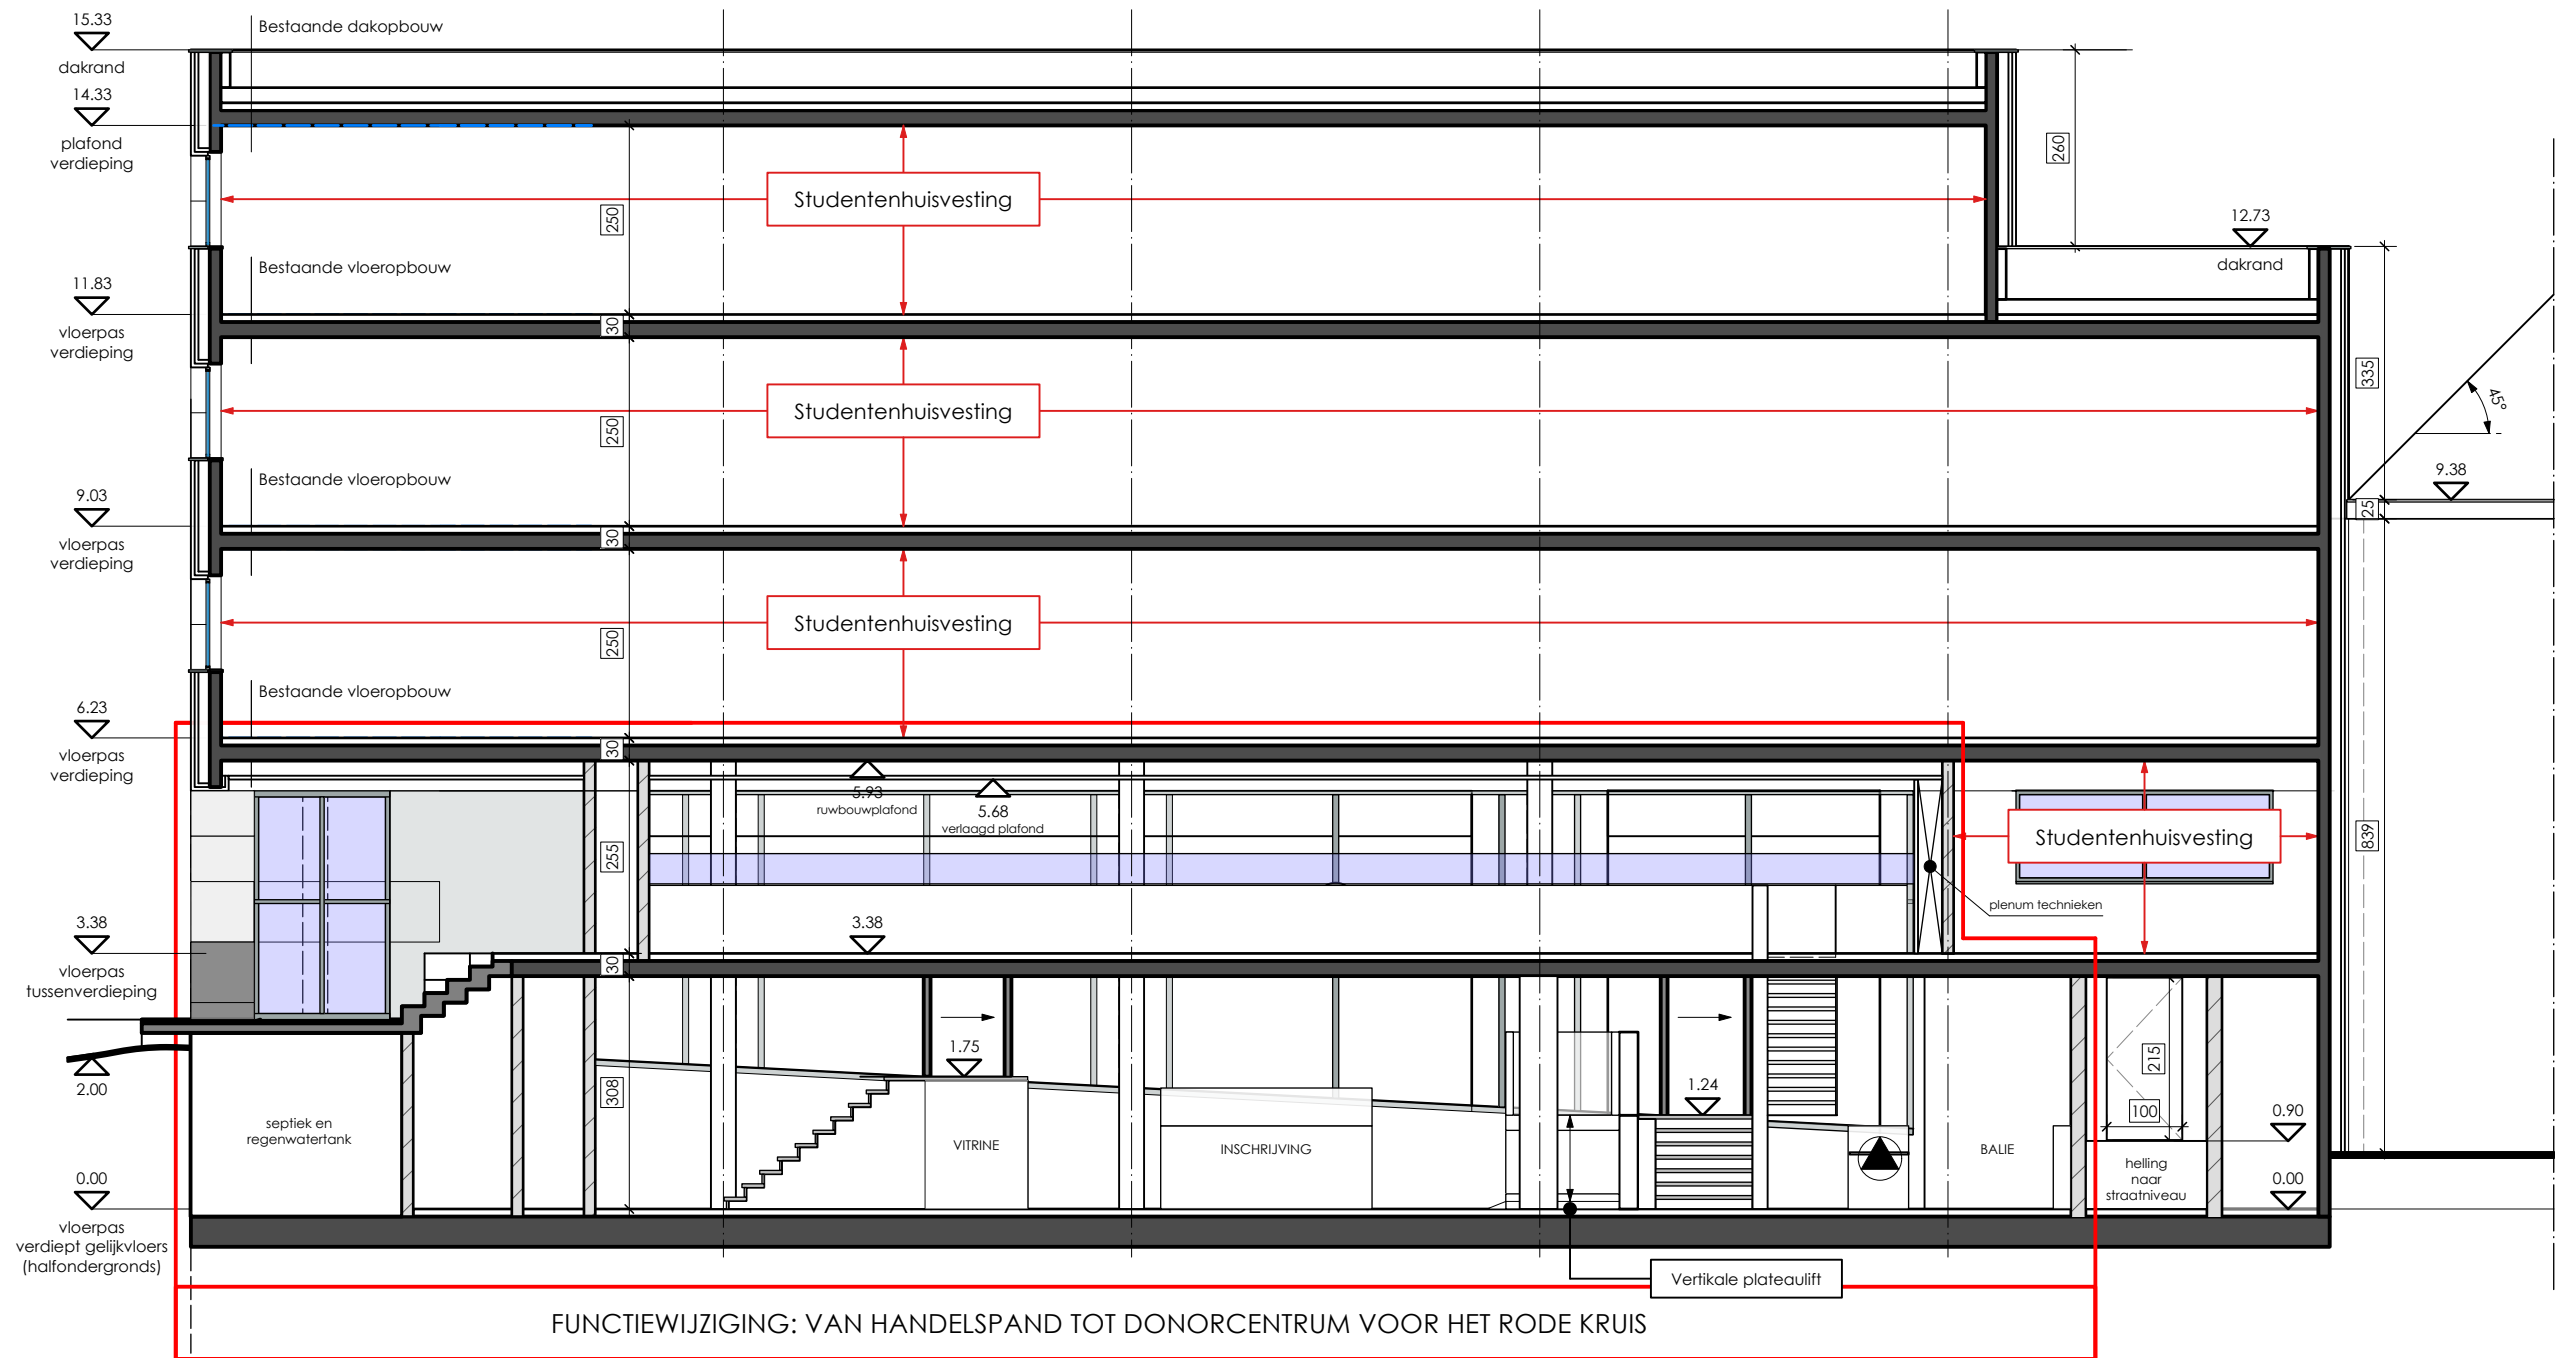 15.33
dakrand
14.33
plafond
verdieping
11.83
vloerpas
verdieping
9.03
vloerpas
verdieping
6.23
vloerpas
verdieping
3.38
vloerpas
tussenverdieping
2.00
0.00
vloerpas
verdiept gelijkvloers
(halfondergronds)
Bestaande dakopbouw
Studentenhuisvesting
250
Bestaande vloeropbouw
30
260
12.73
dakrand
Studentenhuisvesting
250
335
45°
Bestaande vloeropbouw
30
9.38
25
Studentenhuisvesting
250
Bestaande vloeropbouw
30
5.93
ruwbouwplafond
5.68
verlaagd plafond
Studentenhuisvesting
255
839
plenum technieken
3.38
30
1.75
1.24
308
215
100
0.90
septiek en
regenwatertank
VITRINE
INSCHRIJVING
BALIE
helling
naar
straatniveau
0.00
Vertikale plateaulift
FUNCTIEWIJZIGING: VAN HANDELSPAND TOT DONORCENTRUM VOOR HET RODE KRUIS